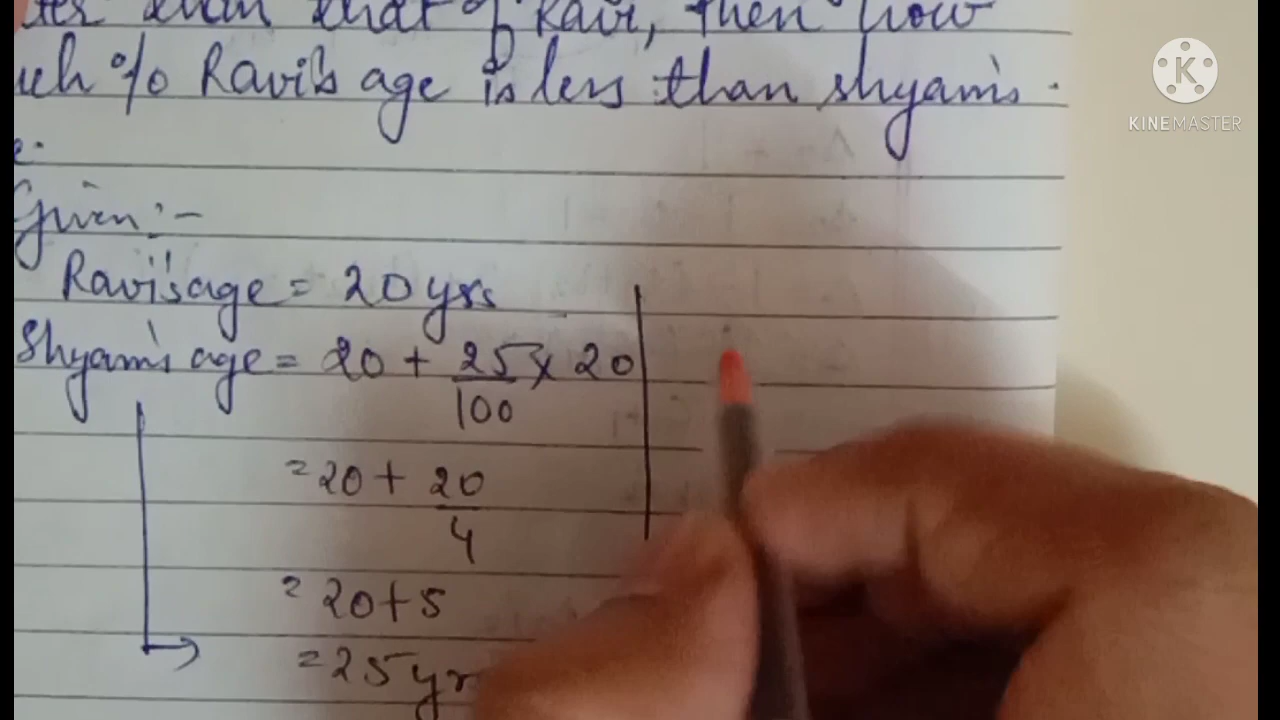 than that of Ravi, then how
% Ravi's age is less than shyam's
KINEMASTER
Given :-
Ravi's age = 20 yrs
Shyam's age = 20 + 25/100 × 20
= 20 + 20/4
= 20 + 5
= 25 yr